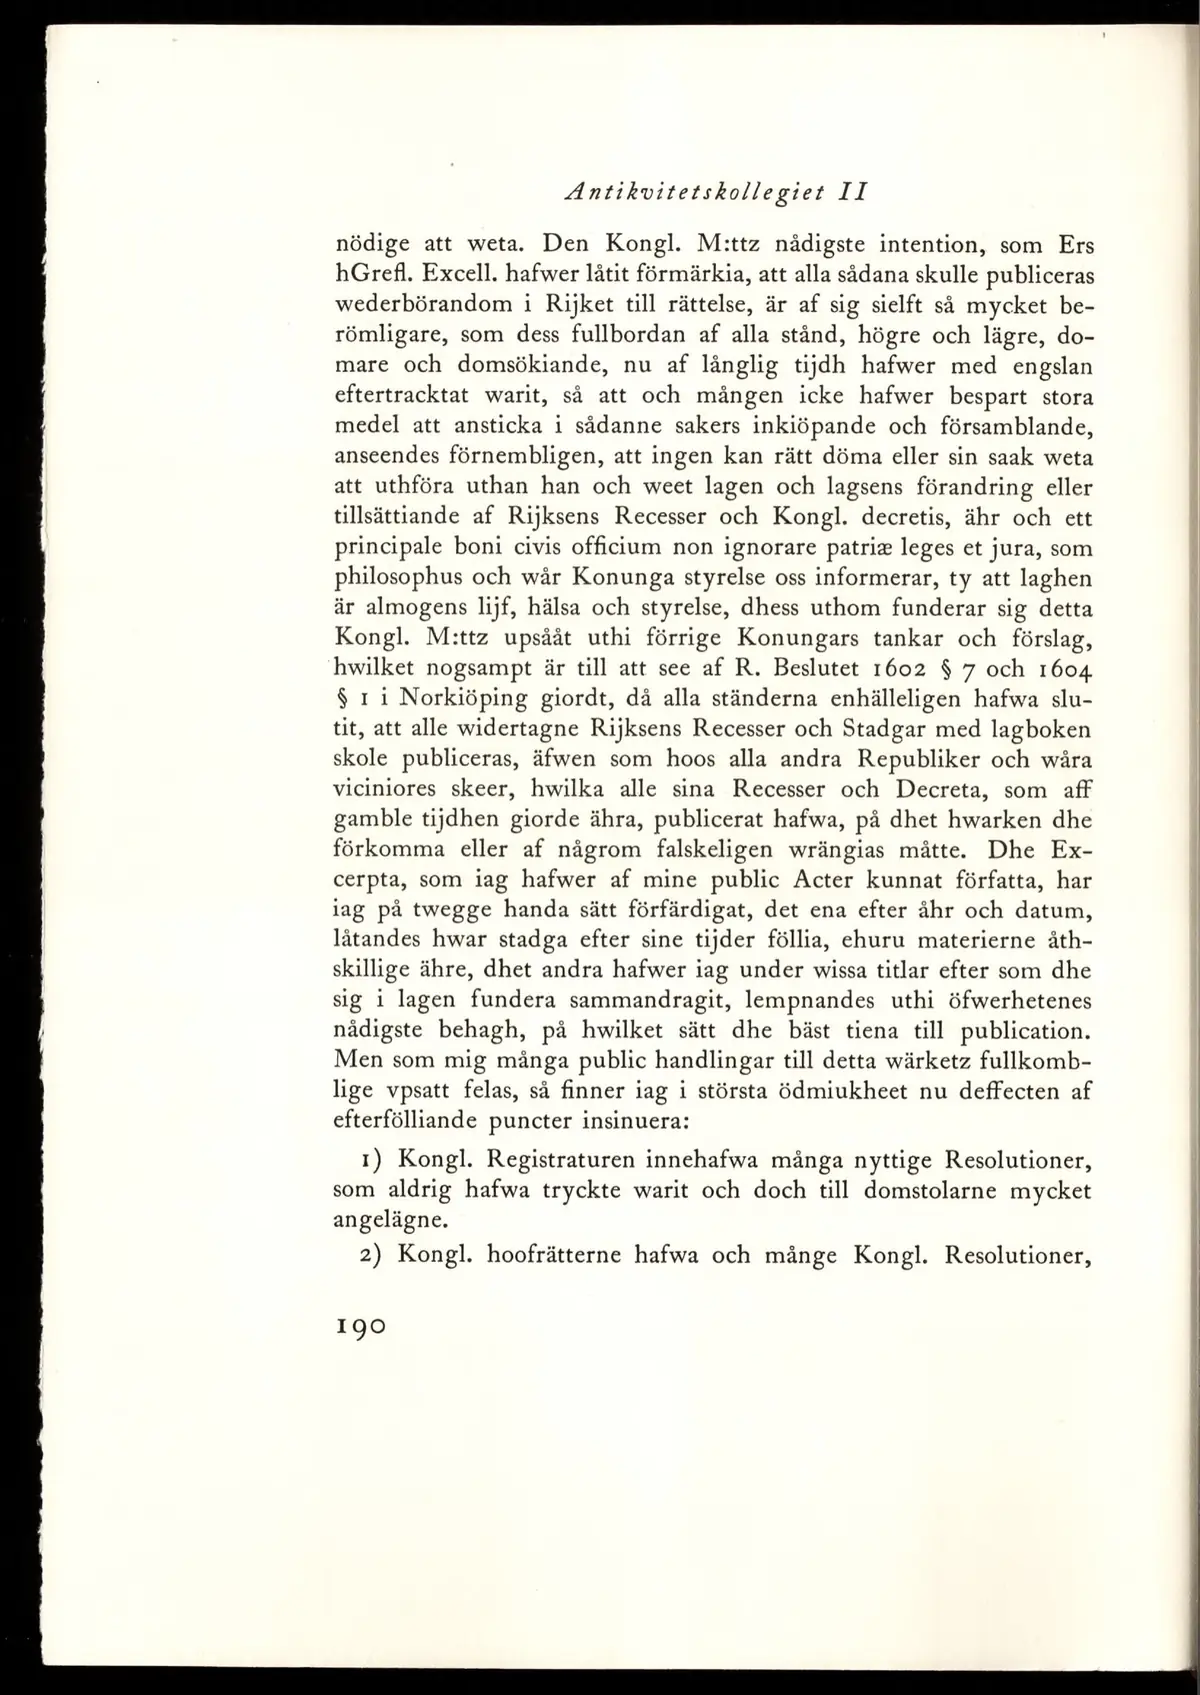 Antikvitetskollegiet II
nödige att weta. Den Kongl. M:ttz nådigste intention, som Ers
hGrefl. Excell. hafwer låtit förmärkia, att alla sådana skulle publiceras
wederbörandom i Rijket till rättelse, är af sig sielft så mycket be-
römligare, som dess fullbordan af alla stånd, högre och lägre, do-
mare och domsökiande, nu af långlig tijdh hafwer med engslan
eftertracktat warit, så att och mången icke hafwer bespart stora
medel att ansticka i sådanne sakers inkiöpande och församblande,
anseendes förnembligen, att ingen kan rätt döma eller sin saak weta
att uthföra uthan han och weet lagen och lagsens förandring eller
tillsättiande af Rijksens Recesser och Kongl. decretis, ähr och ett
principale boni civis officium non ignorare patriæ leges et jura, som
philosophus och wår Konunga styrelse oss informerar, ty att laghen
är almogens lijf, hälsa och styrelse, dhess uthom funderar sig detta
Kongl. M:ttz upsååt uthi förrige Konungars tankar och förslag,
hwilket nogsampt är till att see af R. Beslutet 1602 § 7 och 1604
§ 1 i Norkiöping giordt, då alla ständerna enhälleligen hafwa slu-
tit, att alle widertagne Rijksens Recesser och Stadgar med lagboken
skole publiceras, äfwen som hoos alla andra Republiker och wåra
viciniores skeer, hwilka alle sina Recesser och Decreta, som aff
gamble tijdhen giorde ähra, publicerat hafwa, på dhet hwarken dhe
förkomma eller af någrom falskeligen wrängias måtte. Dhe Ex-
cerpta, som iag hafwer af mine public Acter kunnat författa, har
iag på twegge handa sätt förfärdigat, det ena efter åhr och datum,
låtandes hwar stadga efter sine tijder föllia, ehuru materierne åth-
skillige ähre, dhet andra hafwer iag under wissa titlar efter som dhe
sig i lagen fundera sammandragit, lempnandes uthi öfwerhetenes
nådigste behagh, på hwilket sätt dhe bäst tiena till publication.
Men som mig många public handlingar till detta wärketz fullkomb-
lige vpsatt felas, så finner iag i största ödmiukheet nu deffecten af
efterfölliande puncter insinuera:
1) Kongl. Registraturen innehafwa många nyttige Resolutioner,
som aldrig hafwa tryckte warit och doch till domstolarne mycket
angelägne.
2) Kongl. hoofrätterne hafwa och månge Kongl. Resolutioner,
190